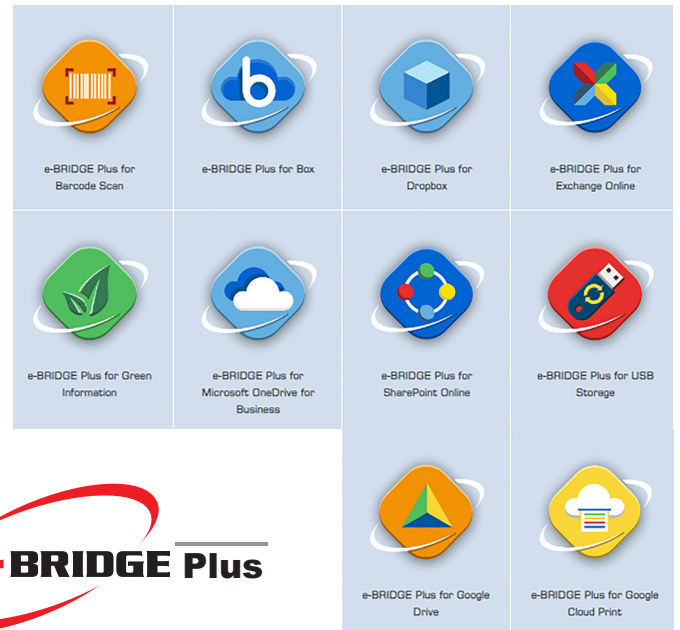 e-BRIDGE Plus for
Barcode Scan
e-BRIDGE Plus for Box
e-BRIDGE Plus for
Dropbox
e-BRIDGE Plus for
Exchange Online
e-BRIDGE Plus for Green
Information
e-BRIDGE Plus for
Microsoft OneDrive for
Business
e-BRIDGE Plus for
SharePoint Online
e-BRIDGE Plus for USB
Storage
e-BRIDGE Plus for Google
Drive
e-BRIDGE Plus for Google
Cloud Print
-BRIDGE Plus